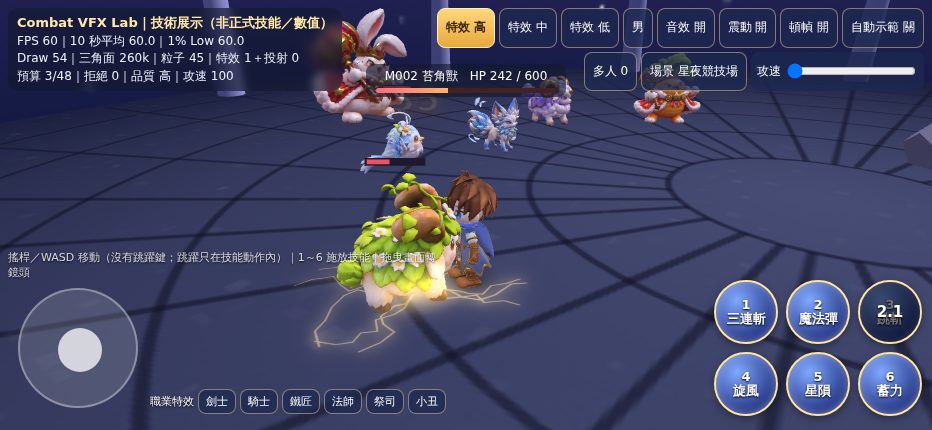 Combat VFX Lab｜技術展示（非正式技能／數值）
FPS 60｜10 秒平均 60.0｜1% Low 60.0
Draw 54｜三角面 260k｜粒子 45｜特效 1＋投射 0
預算 3/48｜拒絕 0｜品質 高｜攻速 100
特效 高
特效 中
特效 低
男
音效 開
震動 開
頓幀 開
自動示範 關
多人 0
場景 星夜競技場
攻速
M002 苔角獸 HP 242 / 600
搖桿／WASD 移動（沒有跳躍鍵；跳躍只在技能動作內）｜1～6 施放技能
鏡頭
1
三連斬
2
魔法彈
3
2.1
4
旋風
5
星隕
6
蓄力
職業特效
劍士
騎士
鐵匠
法師
祭司
小丑